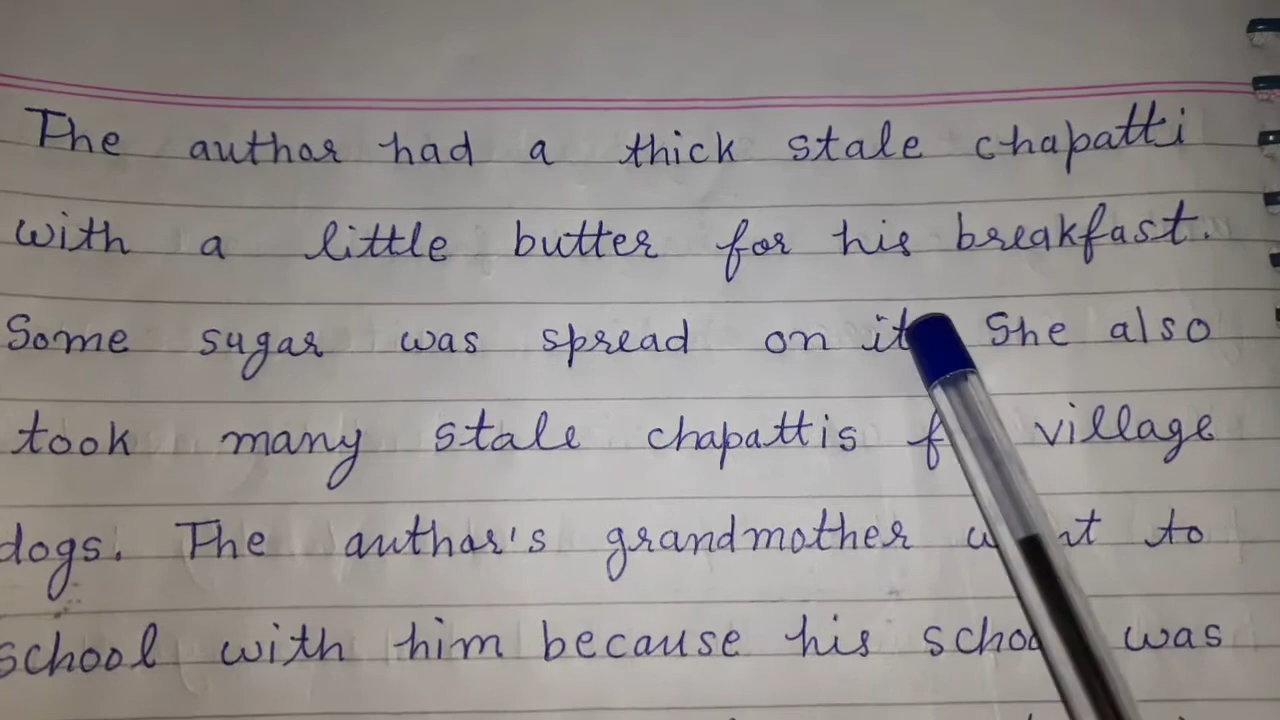 The author had a thick stale chapatti
with a little butter for his breakfast.
Some sugar was spread on it She also
took many stale chapattis village
dogs. The author's grandmother to
school with him because his was